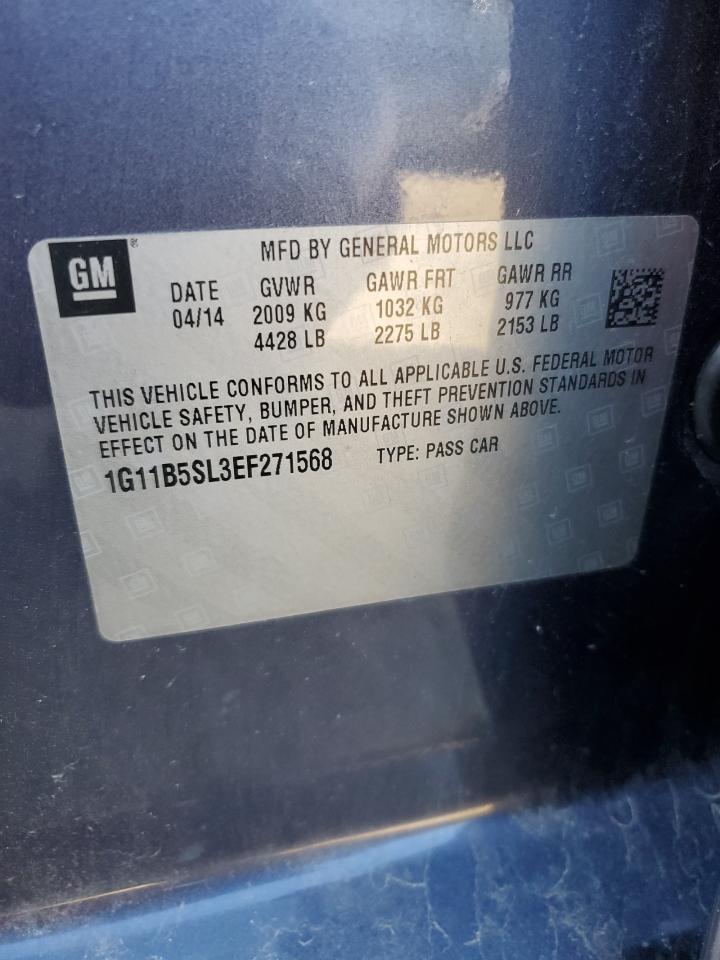 GM
MFD BY GENERAL MOTORS LLC
DATE GVWR GAWR FRT GAWR RR
04/14 2009 KG 1032 KG 977 KG
4428 LB 2275 LB 2153 LB
THIS VEHICLE CONFORMS TO ALL APPLICABLE U.S. FEDERAL MOTOR
VEHICLE SAFETY, BUMPER, AND THEFT PREVENTION STANDARDS IN
EFFECT ON THE DATE OF MANUFACTURE SHOWN ABOVE.
1G11B5SL3EF271568 TYPE: PASS CAR